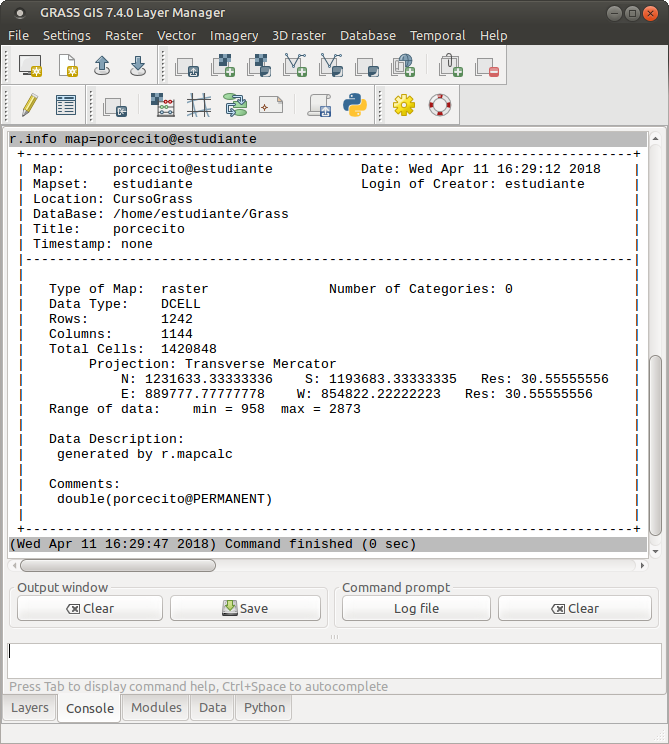 GRASS GIS 7.4.0 Layer Manager
File Settings Raster Vector Imagery 3D raster Database Temporal Help
r.info map=porcecito@estudiante
+----------------------------------------------------------------------------+
| Map:      porcecito@estudiante           Date: Wed Apr 11 16:29:12 2018    |
| Mapset:   estudiante                     Login of Creator: estudiante      |
| Location: CursoGrass                                                       |
| DataBase: /home/estudiante/Grass                                           |
| Title:    porcecito                                                        |
| Timestamp: none                                                            |
|----------------------------------------------------------------------------|
|                                                                            |
|   Type of Map:  raster               Number of Categories: 0               |
|   Data Type:    DCELL                                                      |
|   Rows:         1242                                                       |
|   Columns:      1144                                                       |
|   Total Cells:  1420848                                                    |
|        Projection: Transverse Mercator                                     |
|            N: 1231633.33333336    S: 1193683.33333335   Res: 30.55555556   |
|            E: 889777.77777778    W: 854822.22222223   Res: 30.55555556     |
|   Range of data:    min = 958  max = 2873                                  |
|                                                                            |
|   Data Description:                                                        |
|    generated by r.mapcalc                                                  |
|                                                                            |
|   Comments:                                                                |
|    double(porcecito@PERMANENT)                                             |
|                                                                            |
+----------------------------------------------------------------------------+
(Wed Apr 11 16:29:47 2018) Command finished (0 sec)
Output window Command prompt
Clear Save Log file Clear
Press Tab to display command help, Ctrl+Space to autocomplete
Layers Console Modules Data Python